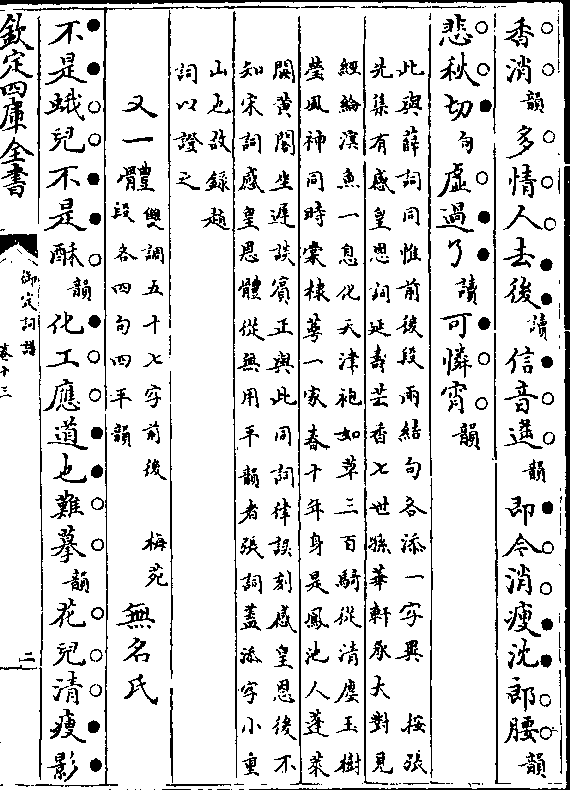 香消韻多情人去後讀信音遥韻即今消瘦沈郎腰韻
悲秋切句虛過了讀可憐宵韻
此與薛詞同惟前後段兩結句各添一字異 按張
先集有感皇恩詞延壽芸香七世孫華軒承大對見
經綸溟魚一息化天津袍如草三百騎從清塵玉樹
瑩風神同時棠棣萼一家春十年身是鳳池人蓬萊
閣黃閣坐遲談賓正與此同詞律誤刻感皇恩後不
知宋詞感皇恩體從無用平韻者張詞蓋添字小重
山也故錄趙
詞以證之
又一體雙調五十七字前後段各四句四平韻 梅苑無名氏
不是蛾兒不是酥韻化工應道也難摹韻花兒清瘦影
欽定四庫全書
御定詞譜
卷十三
二